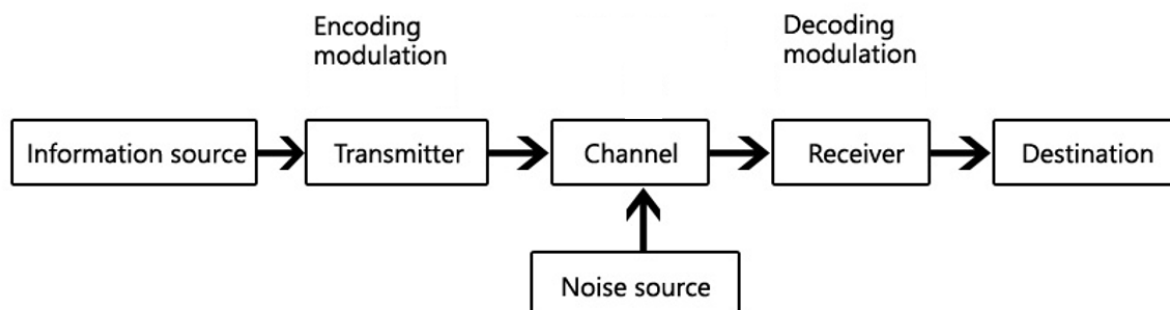 Encoding
modulation
Decoding
modulation
Information source
Transmitter
Channel
Receiver
Destination
Noise source